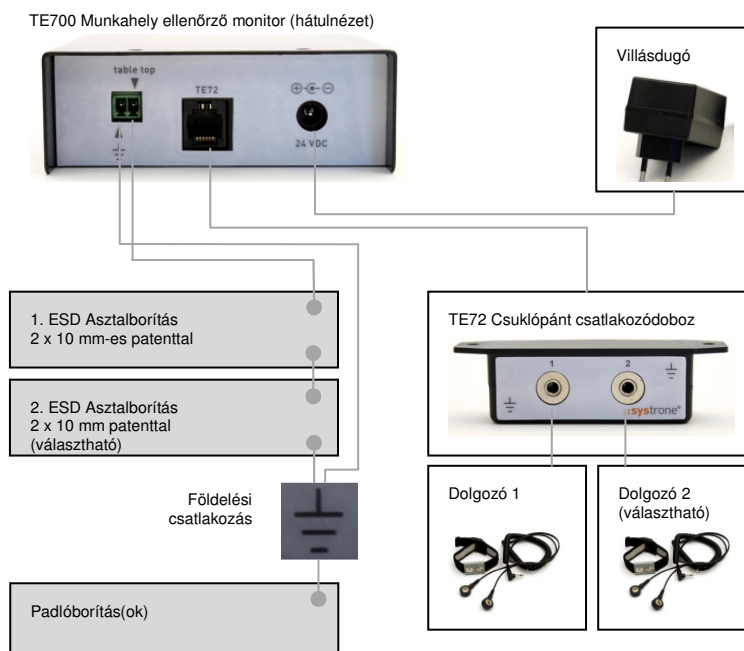 TE700 Munkahely ellenőrző monitor (hátulnézet)
table top
TE72
24 VDC
Villásdugó
1. ESD Asztalborítás
2 x 10 mm-es patenttal
2. ESD Asztalborítás
2 x 10 mm patenttal
(választható)
Földelési
csatlakozás
Padlóborítás(ok)
TE72 Csuklópánt csatlakozódoboz
1
2
::systrone®
Dolgozó 1
Dolgozó 2
(választható)